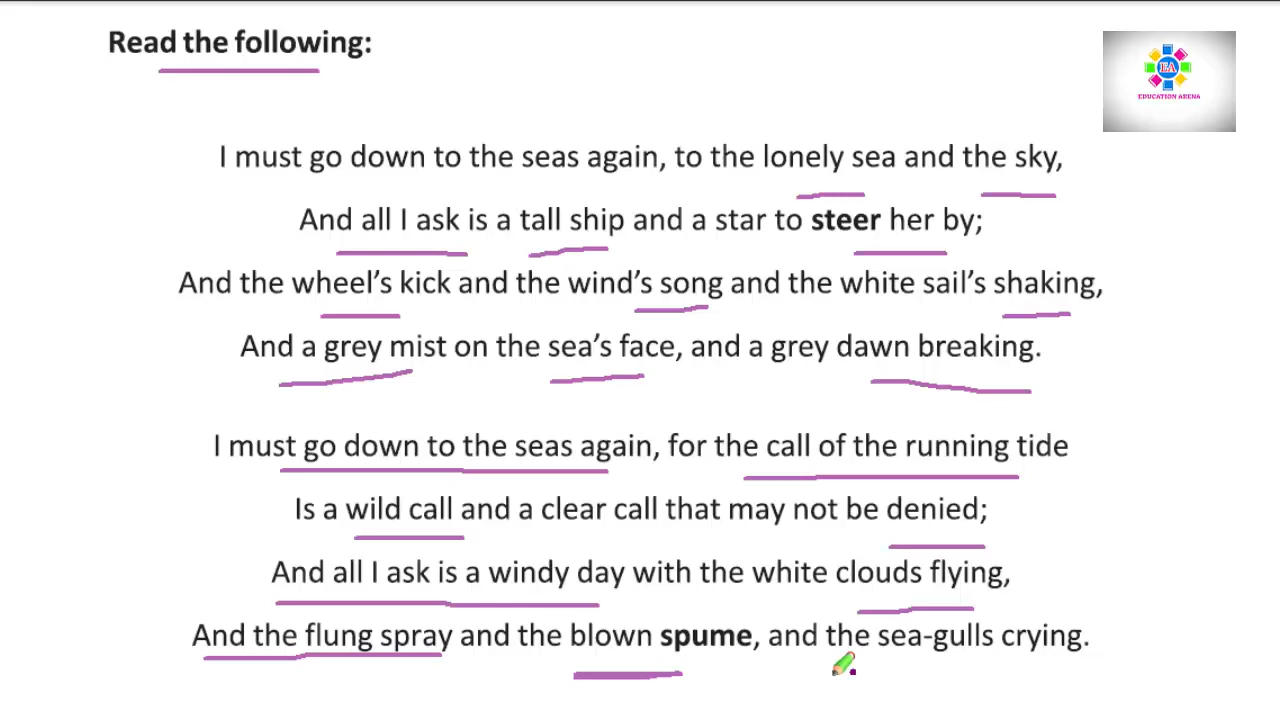 Read the following:
EA
EDUCATION ARENA
I must go down to the seas again, to the lonely sea and the sky,
And all I ask is a tall ship and a star to steer her by;
And the wheel’s kick and the wind’s song and the white sail’s shaking,
And a grey mist on the sea’s face, and a grey dawn breaking.
I must go down to the seas again, for the call of the running tide
Is a wild call and a clear call that may not be denied;
And all I ask is a windy day with the white clouds flying,
And the flung spray and the blown spume, and the sea-gulls crying.